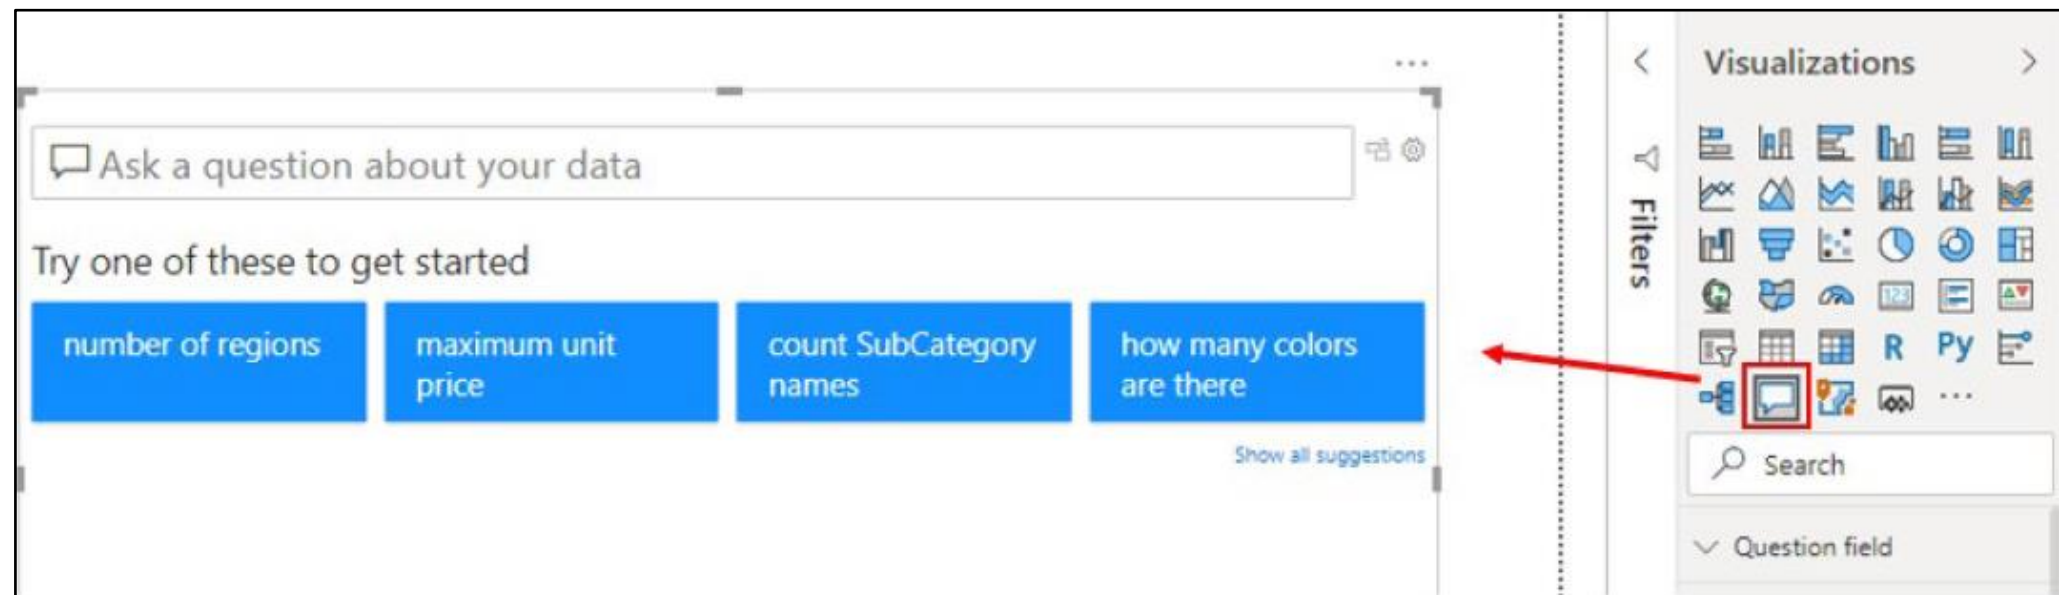 Ask a question about your data
Try one of these to get started
number of regions
maximum unit
price
count SubCategory
names
how many colors
are there
Show all suggestions
Filters
Visualizations
123
R
Py
Search
Question field